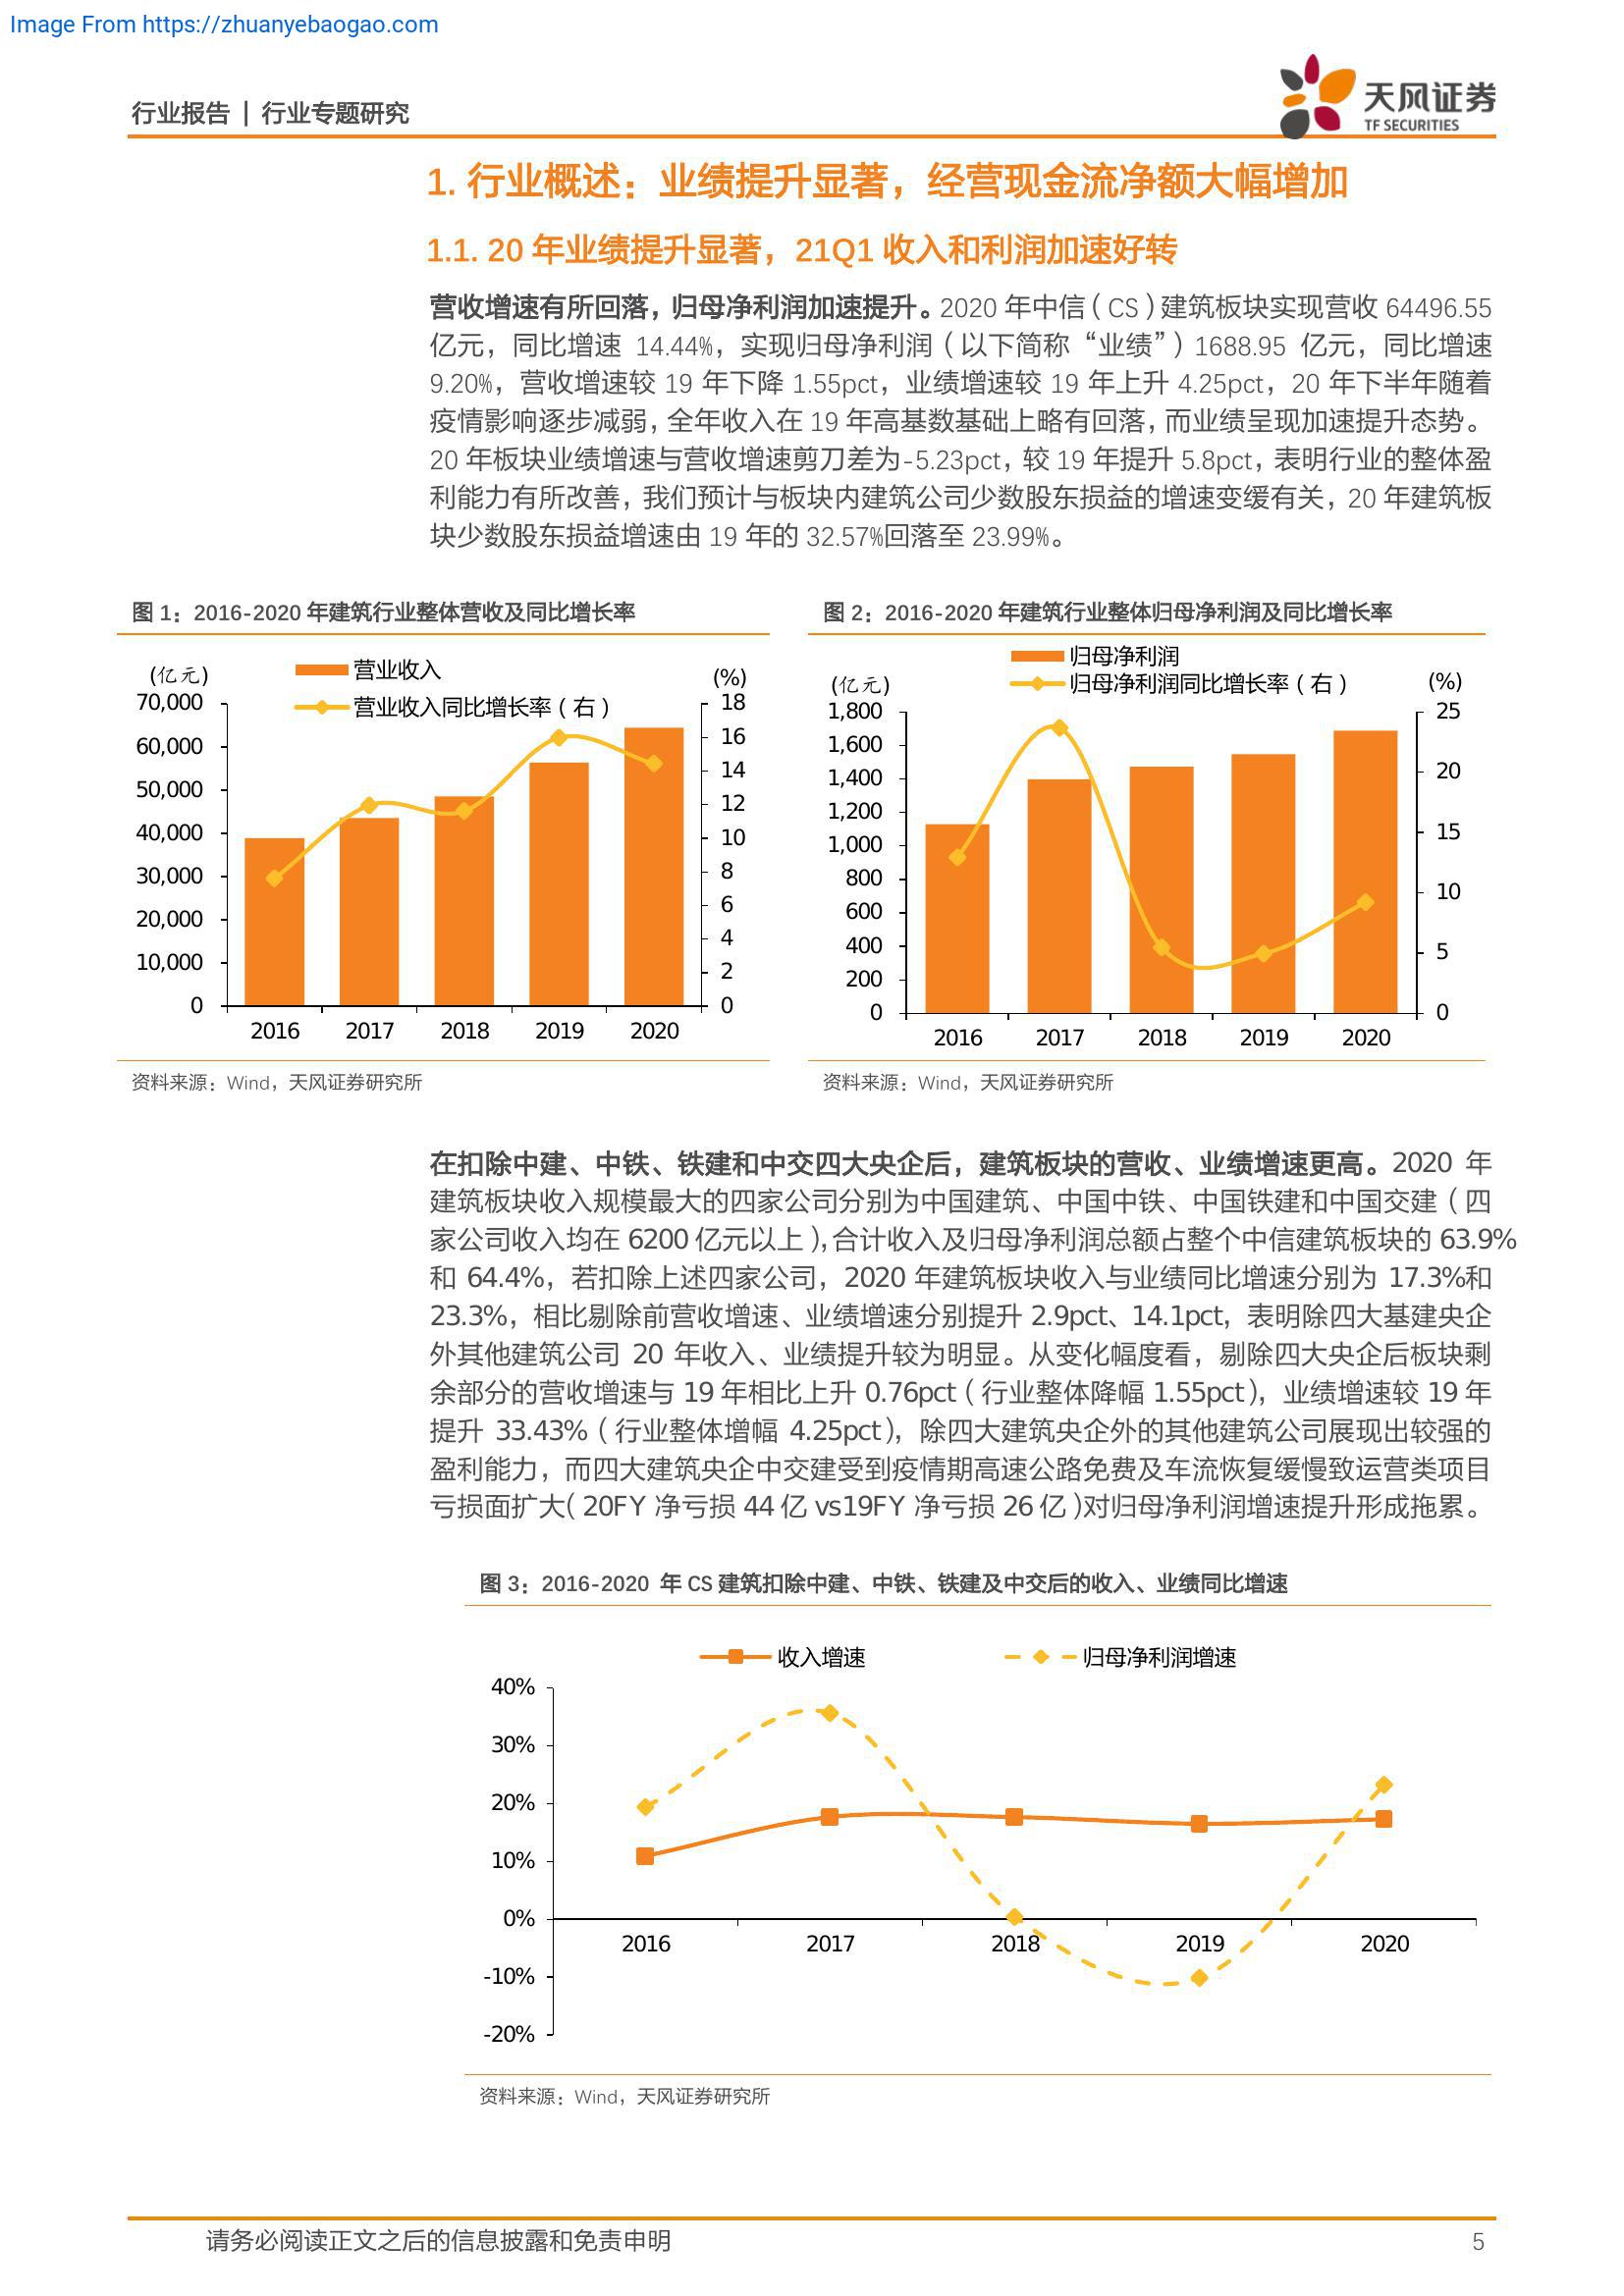 Image From https://zhuanyebaogao.com
行业报告 | 行业专题研究
天风证券
TF SECURITIES
1. 行业概述：业绩提升显著，经营现金流净额大幅增加
1.1. 20 年业绩提升显著，21Q1 收入和利润加速好转
营收增速有所回落，归母净利润加速提升。2020 年中信（CS）建筑板块实现营收 64496.55
亿元，同比增速 14.44%，实现归母净利润（以下简称“业绩”）1688.95 亿元，同比增速
9.20%，营收增速较 19 年下降 1.55pct，业绩增速较 19 年上升 4.25pct，20 年下半年随着
疫情影响逐步减弱，全年收入在 19 年高基数基础上略有回落，而业绩呈现加速提升态势。
20 年板块业绩增速与营收增速剪刀差为-5.23pct，较 19 年提升 5.8pct，表明行业的整体盈
利能力有所改善，我们预计与板块内建筑公司少数股东损益的增速变缓有关，20 年建筑板
块少数股东损益增速由 19 年的 32.57%回落至 23.99%。
图 1：2016-2020 年建筑行业整体营收及同比增长率
(亿元)
营业收入
营业收入同比增长率（右）
(%)
70,000
60,000
50,000
40,000
30,000
20,000
10,000
0
18
16
14
12
10
8
6
4
2
0
2016 2017 2018 2019 2020
资料来源：Wind，天风证券研究所
图 2：2016-2020 年建筑行业整体归母净利润及同比增长率
(亿元)
归母净利润
归母净利润同比增长率（右）
(%)
1,800
1,600
1,400
1,200
1,000
800
600
400
200
0
25
20
15
10
5
0
2016 2017 2018 2019 2020
资料来源：Wind，天风证券研究所
在扣除中建、中铁、铁建和中交四大央企后，建筑板块的营收、业绩增速更高。2020 年
建筑板块收入规模最大的四家公司分别为中国建筑、中国中铁、中国铁建和中国交建（四
家公司收入均在 6200 亿元以上），合计收入及归母净利润总额占整个中信建筑板块的 63.9%
和 64.4%，若扣除上述四家公司，2020 年建筑板块收入与业绩同比增速分别为 17.3%和
23.3%，相比剔除前营收增速、业绩增速分别提升 2.9pct、14.1pct，表明除四大基建央企
外其他建筑公司 20 年收入、业绩提升较为明显。从变化幅度看，剔除四大央企后板块剩
余部分的营收增速与 19 年相比上升 0.76pct（行业整体降幅 1.55pct），业绩增速较 19 年
提升 33.43%（行业整体增幅 4.25pct），除四大建筑央企外的其他建筑公司展现出较强的
盈利能力，而四大建筑央企中交建受到疫情期高速公路免费及车流恢复缓慢致运营类项目
亏损面扩大（20FY 净亏损 44 亿 vs19FY 净亏损 26 亿）对归母净利润增速提升形成拖累。
图 3：2016-2020 年 CS 建筑扣除中建、中铁、铁建及中交后的收入、业绩同比增速
收入增速 归母净利润增速
40%
30%
20%
10%
0%
-10%
-20%
2016 2017 2018 2019 2020
资料来源：Wind，天风证券研究所
请务必阅读正文之后的信息披露和免责申明 5